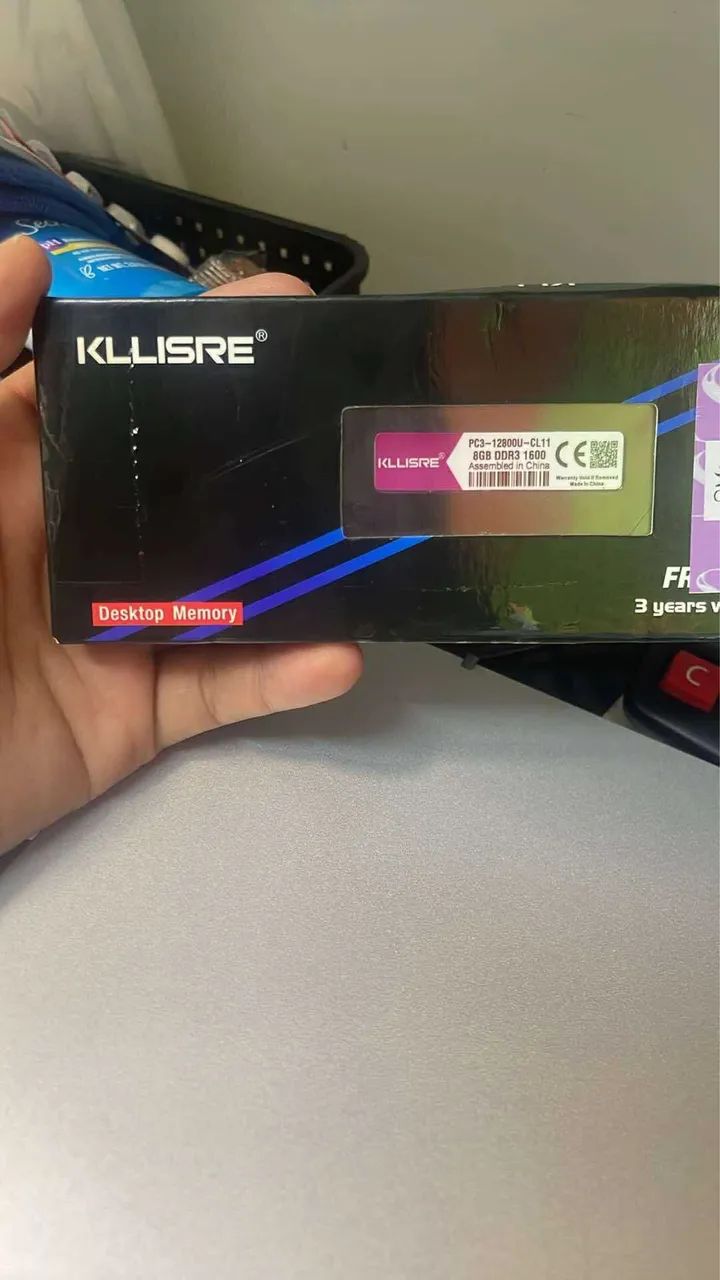 KLLISRE®
KLLISRE®
PC3-12800U-CL11
8GB DDR3 1600
Assembled in China
CE
Warranty Void If Removed
Made In China
3 years
Desktop Memory
C